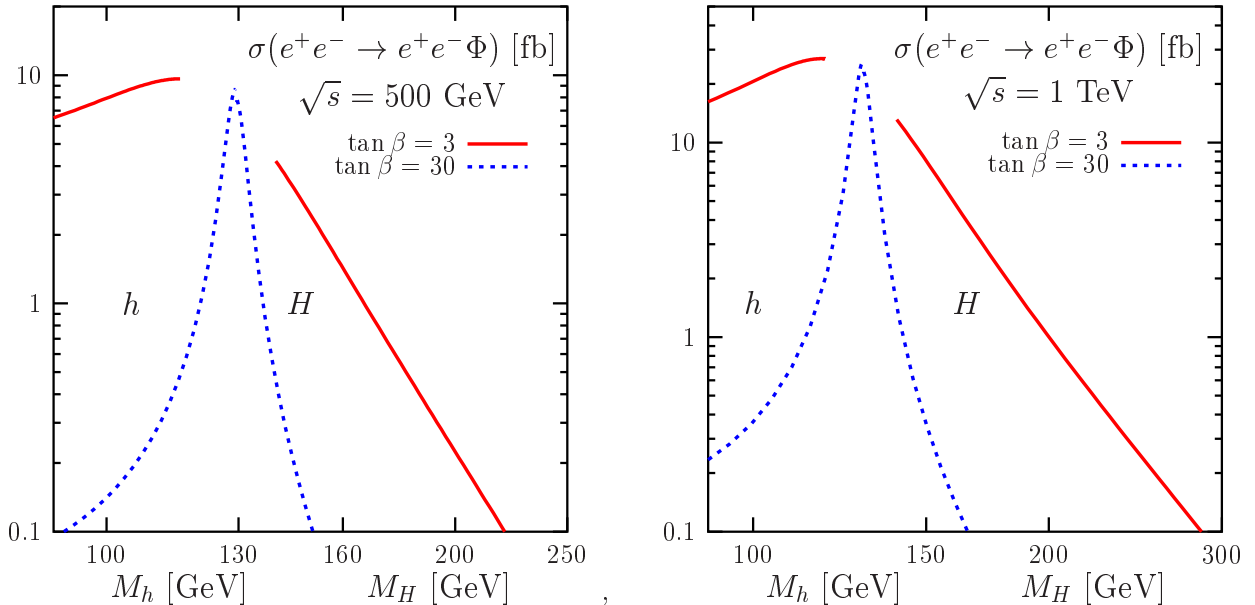 σ(e⁺e⁻ → e⁺e⁻Φ) [fb]
√s = 500 GeV
tan β = 3
tan β = 30
10
1
0.1
h
H
100
130
160
200
250
M_h [GeV]
M_H [GeV]
,
σ(e⁺e⁻ → e⁺e⁻Φ) [fb]
√s = 1 TeV
tan β = 3
tan β = 30
10
1
0.1
h
H
100
150
200
300
M_h [GeV]
M_H [GeV]